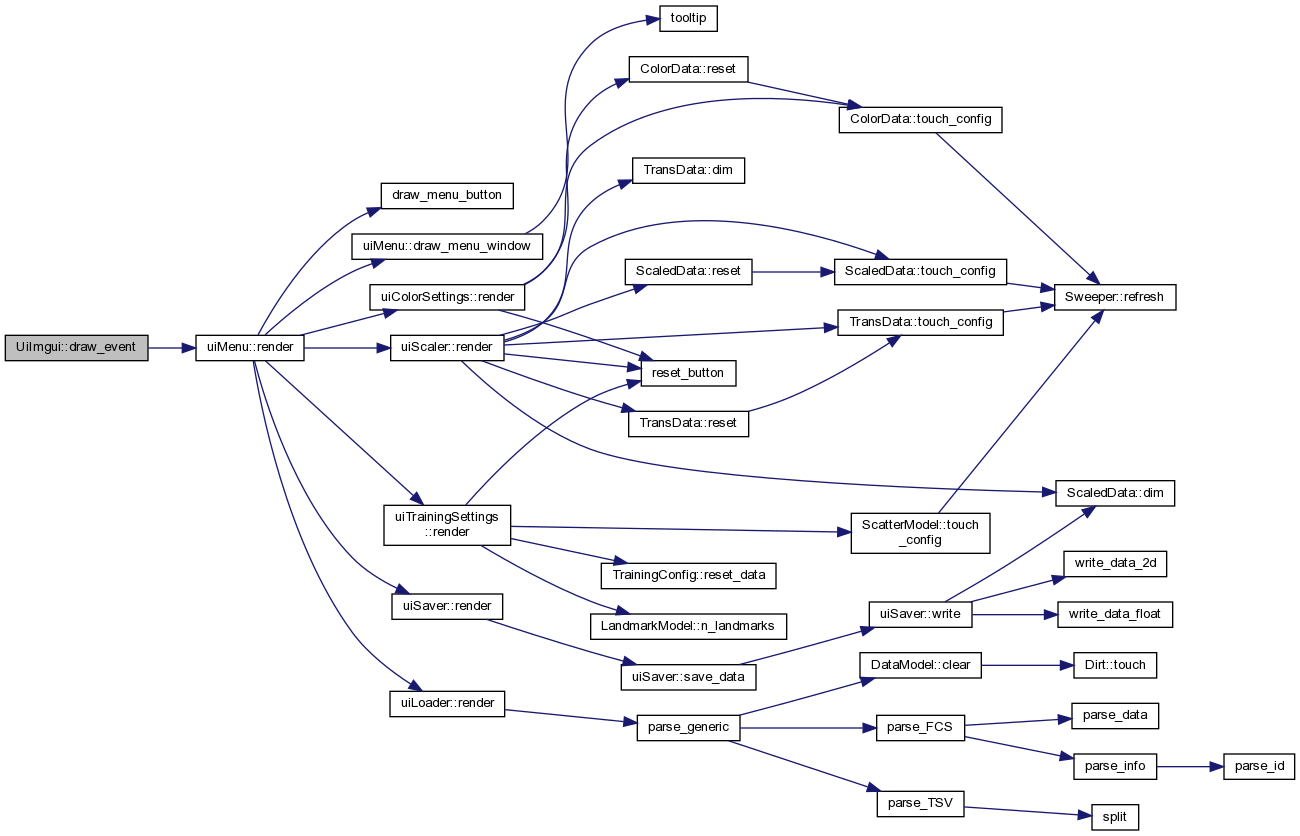 tooltip
ColorData::reset
ColorData::touch_config
TransData::dim
draw_menu_button
uiMenu::draw_menu_window
ScaledData::reset
ScaledData::touch_config
uiColorSettings::render
Sweeper::refresh
TransData::touch_config
UiImgui::draw_event
uiMenu::render
uiScaler::render
reset_button
TransData::reset
ScaledData::dim
uiTrainingSettings
::render
ScatterModel::touch
_config
write_data_2d
TrainingConfig::reset_data
uiSaver::render
uiSaver::write
write_data_float
LandmarkModel::n_landmarks
DataModel::clear
Dirt::touch
uiSaver::save_data
uiLoader::render
parse_data
parse_generic
parse_FCS
parse_info
parse_id
parse_TSV
split